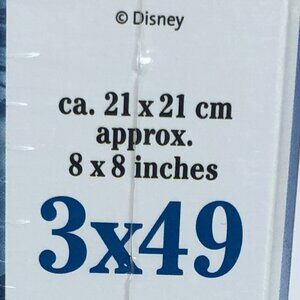 © Disney
ca. 21 x 21 cm
approx.
8 x 8 inches
3x49